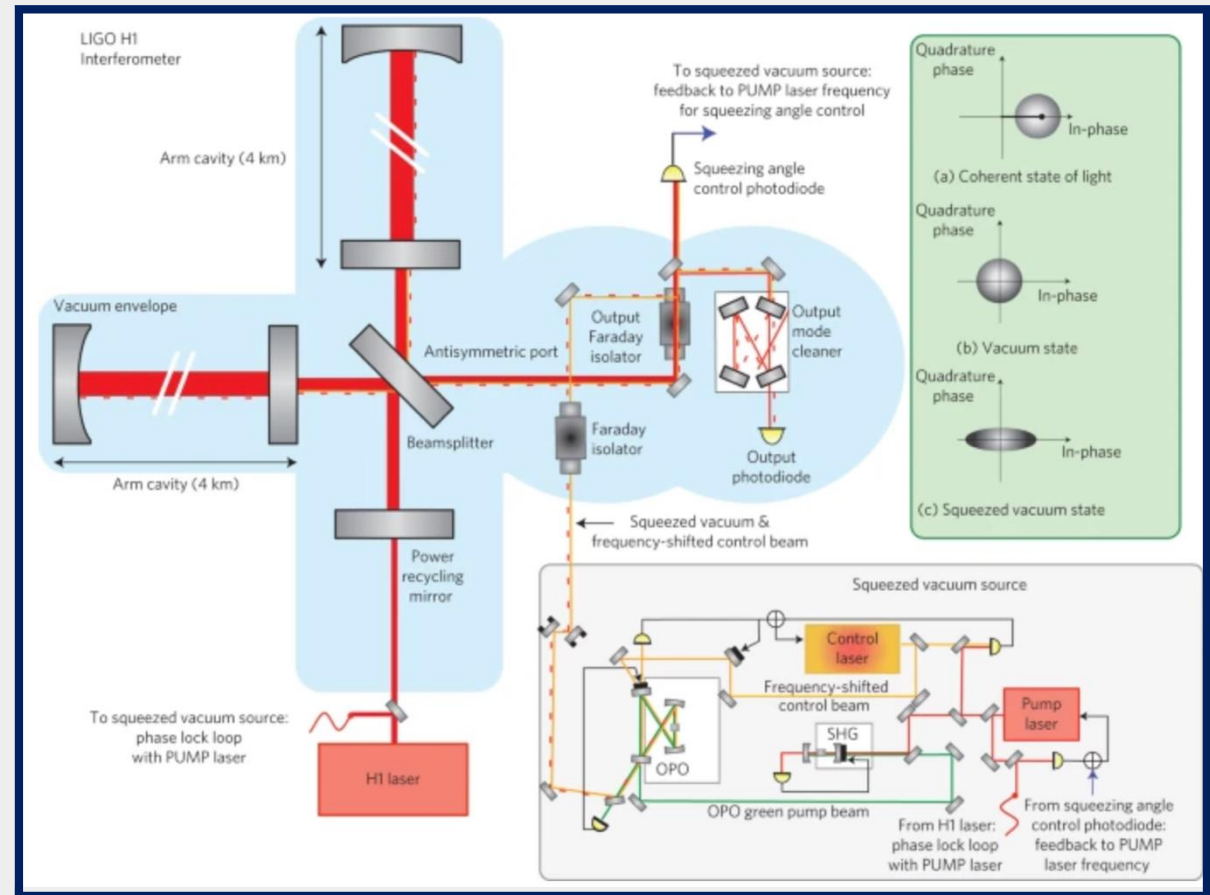 LIGO H1
Interferometer
Arm cavity (4 km)
Vacuum envelope
Arm cavity (4 km)
Antisymmetric port
Beamsplitter
Power
recycling
mirror
To squeezed vacuum source:
phase lock loop
with PUMP laser
H1 laser
To squeezed vacuum source:
feedback to PUMP laser frequency
for squeezing angle control
Squeezing angle
control photodiode
Output
Faraday
isolator
Output
mode
cleaner
Faraday
isolator
Output
photodiode
Squeezed vacuum &
frequency-shifted control beam
Quadrature
phase
In-phase
(a) Coherent state of light
Quadrature
phase
In-phase
(b) Vacuum state
Quadrature
phase
In-phase
(c) Squeezed vacuum state
Squeezed vacuum source
Control
laser
Frequency-shifted
control beam
Pump
laser
SHG
OPO
OPO green pump beam
From H1 laser:
phase lock loop
with PUMP laser
From squeezing angle
control photodiode:
feedback to PUMP
laser frequency